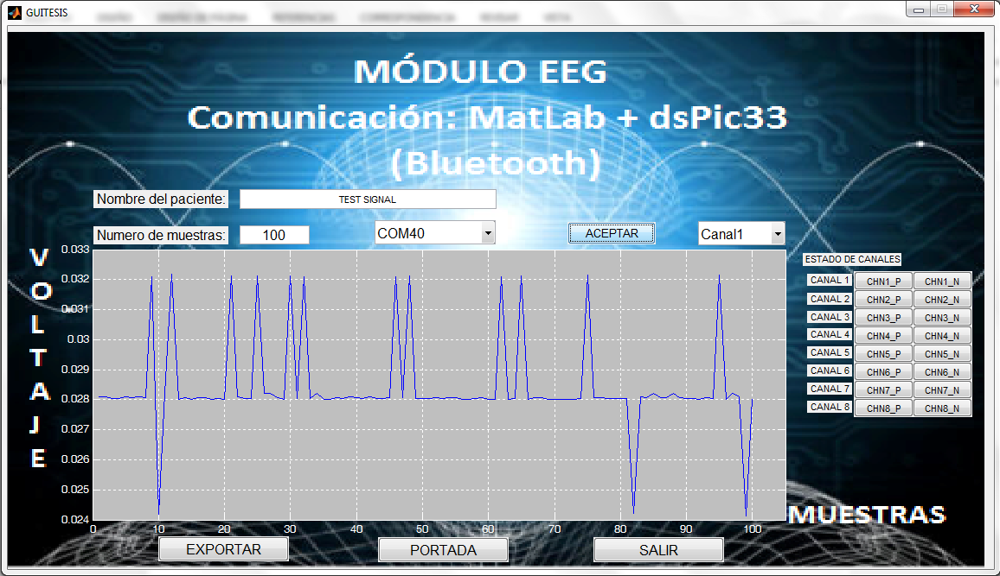 GUITESIS
DISEÑO DISEÑO DE PÁGINA REFERENCIAS CORRESPONDENCIA REVISAR VISTA
MÓDULO EEG
Comunicación: MatLab + dsPic33
(Bluetooth)
Nombre del paciente: TEST SIGNAL
Numero de muestras: 100 COM40 ACEPTAR Canal1
VOLTAJE
0.033
0.032
0.031
0.03
0.029
0.028
0.027
0.026
0.025
0.024
0 10 20 30 40 50 60 70 80 90 100
MUESTRAS
ESTADO DE CANALES
CANAL 1 CHN1_P CHN1_N
CANAL 2 CHN2_P CHN2_N
CANAL 3 CHN3_P CHN3_N
CANAL 4 CHN4_P CHN4_N
CANAL 5 CHN5_P CHN5_N
CANAL 6 CHN6_P CHN6_N
CANAL 7 CHN7_P CHN7_N
CANAL 8 CHN8_P CHN8_N
EXPORTAR PORTADA SALIR